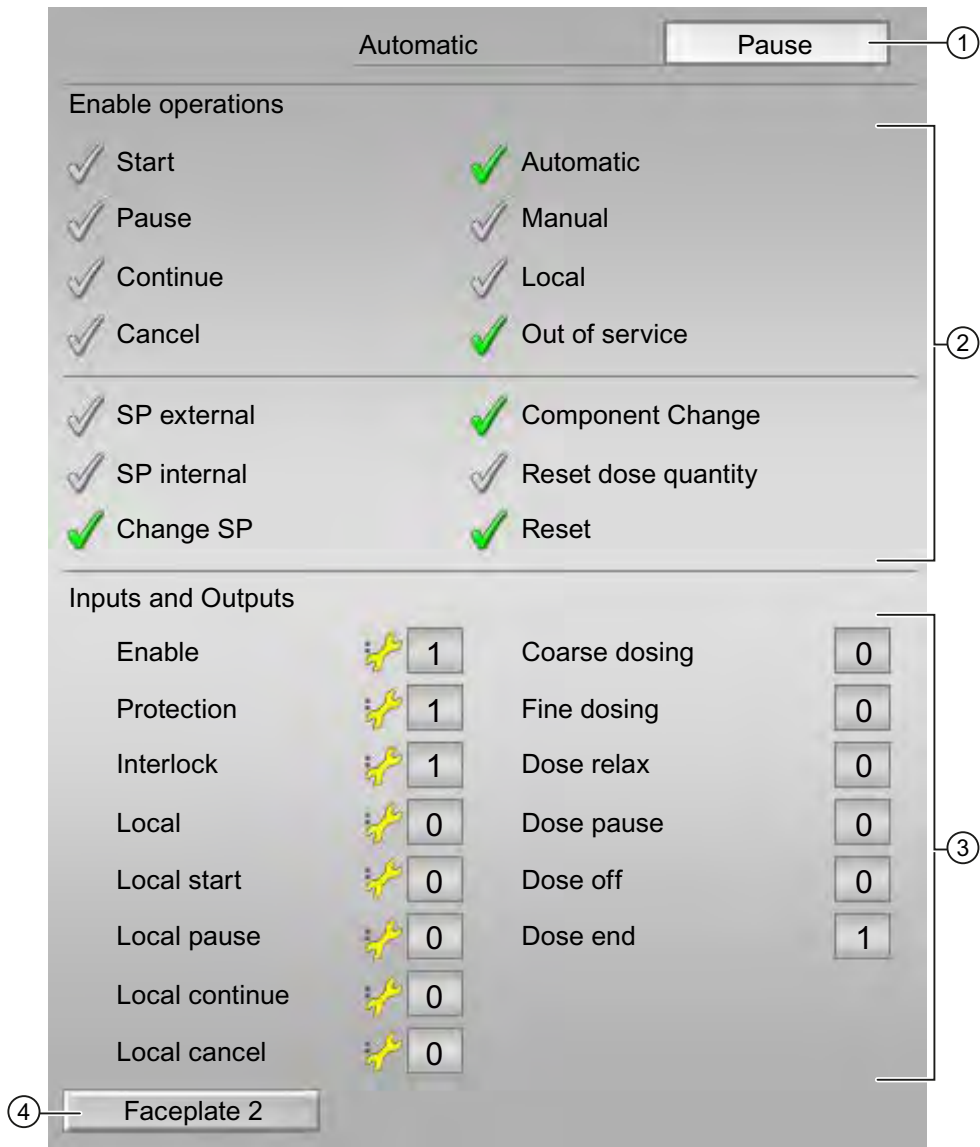 Automatic Pause ①
Enable operations
Start Automatic
Pause Manual
Continue Local
Cancel Out of service
②
SP external Component Change
SP internal Reset dose quantity
Change SP Reset
Inputs and Outputs
Enable 1 Coarse dosing 0
Protection 1 Fine dosing 0
Interlock 1 Dose relax 0
Local 0 Dose pause 0
③
Local start 0 Dose off 0
Local pause 0 Dose end 1
Local continue 0
Local cancel 0
④ Faceplate 2